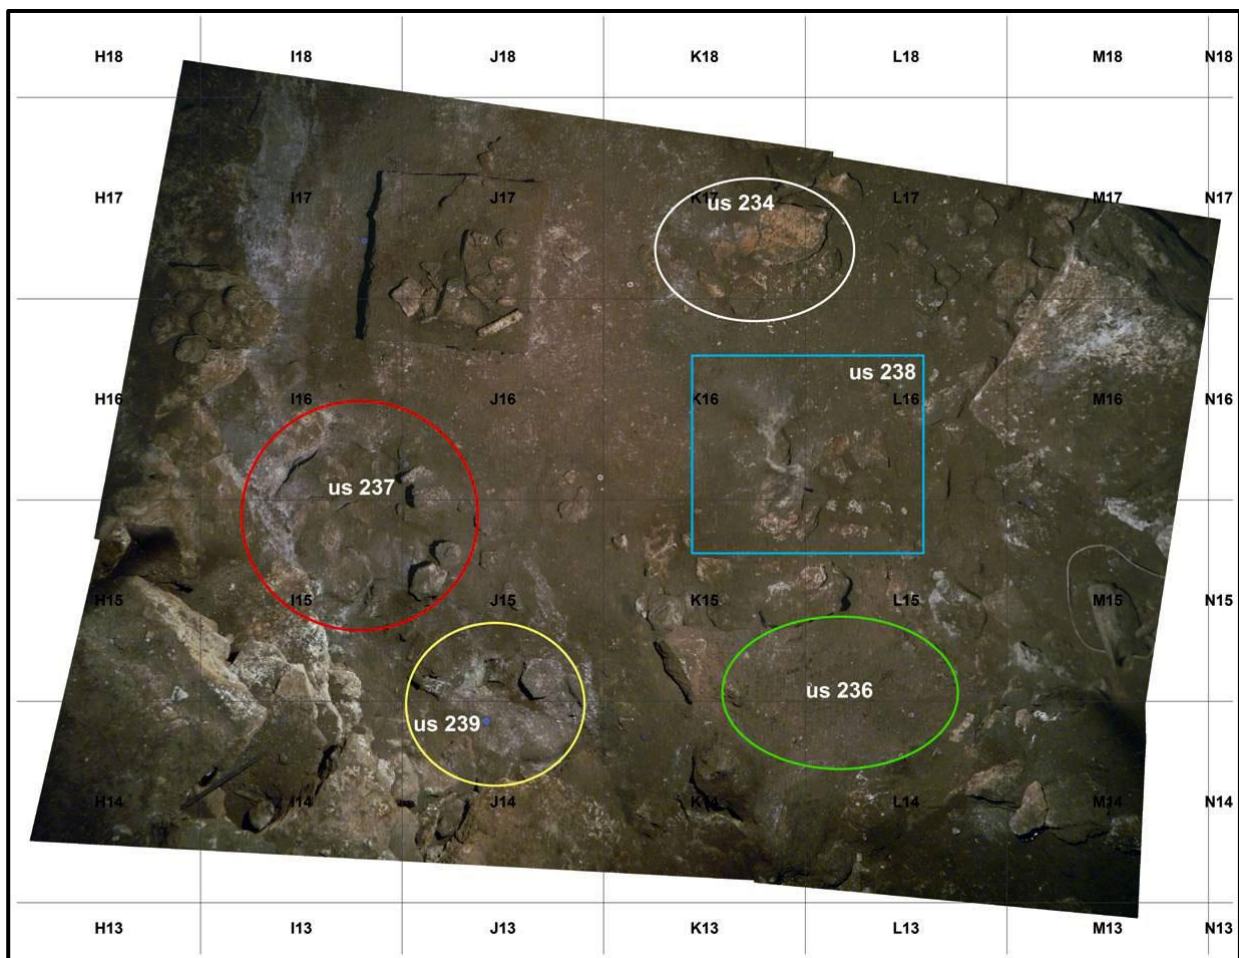 H18 I18 J18 K18 L18 M18 N18
H17 I17 J17 K17 L17 M17 N17
us 234
us 238
H16 I16 J16 K16 L16 M16 N16
us 237
H15 I15 J15 K15 L15 M15 N15
us 236
us 239
H14 I14 J14 K14 L14 M14 N14
H13 I13 J13 K13 L13 M13 N13